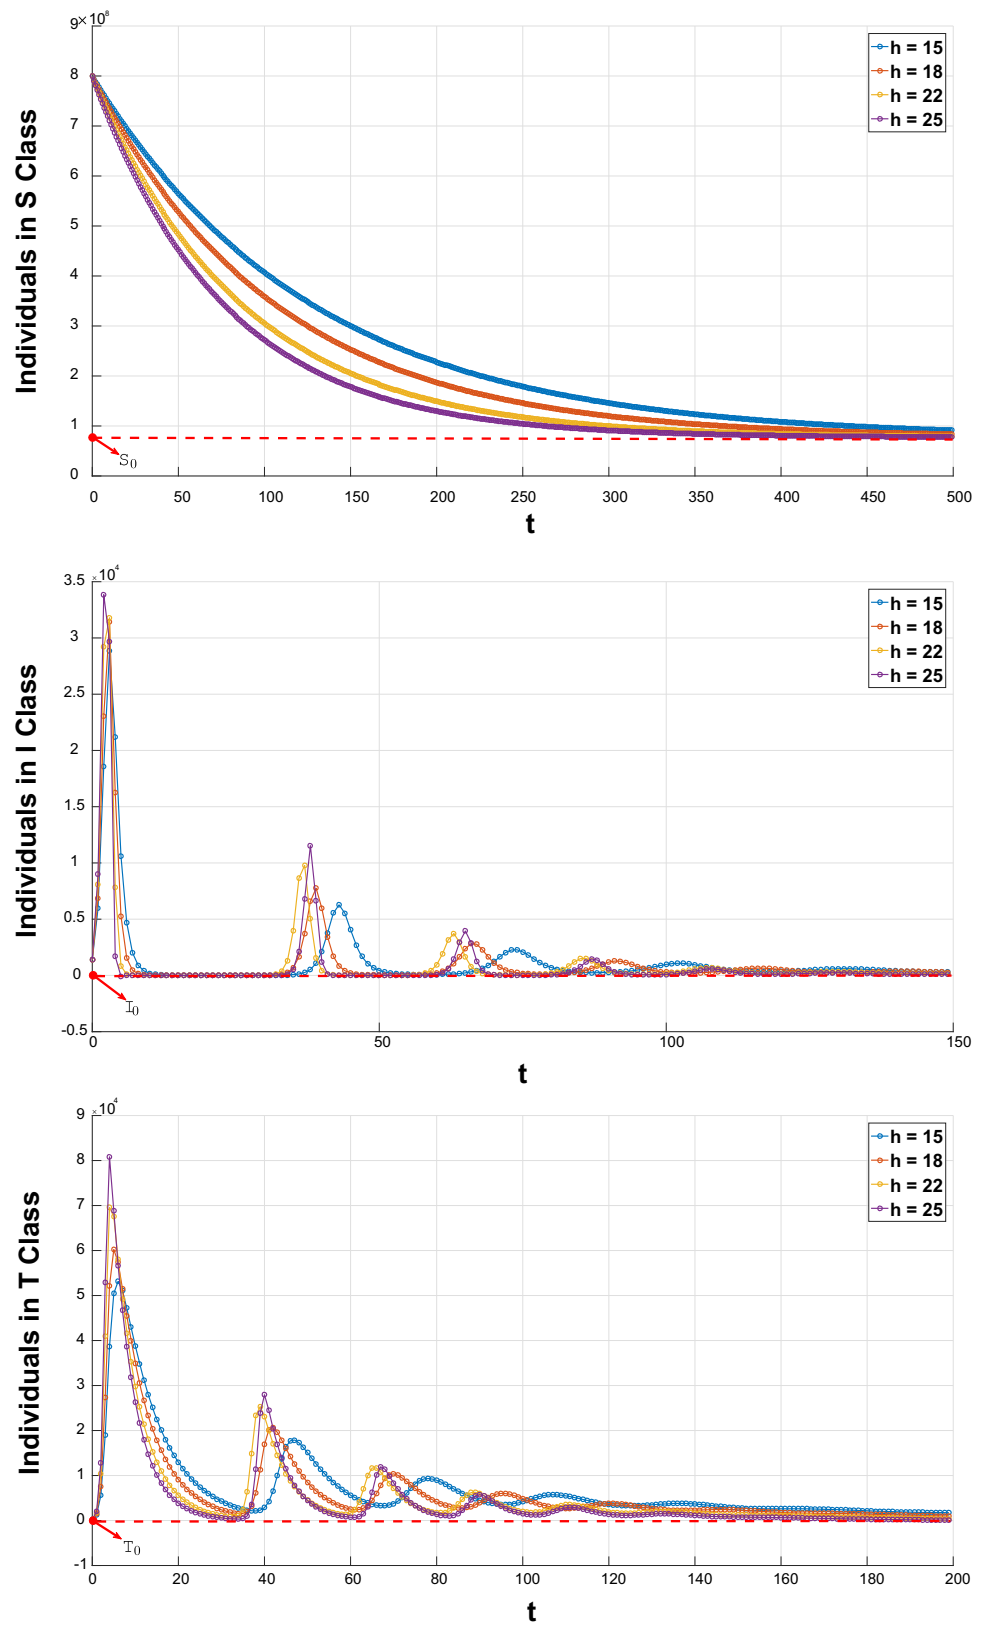 9×10⁸
8
7
6
5
4
3
2
1
0
Individuals in S Class
h = 15
h = 18
h = 22
h = 25
S₀
0 50 100 150 200 250 300 350 400 450 500
t
×10⁴
3.5
3
2.5
2
1.5
1
0.5
0
-0.5
Individuals in I Class
h = 15
h = 18
h = 22
h = 25
I₀
0 50 100 150
t
×10⁴
9
8
7
6
5
4
3
2
1
0
-1
Individuals in T Class
h = 15
h = 18
h = 22
h = 25
T₀
0 20 40 60 80 100 120 140 160 180 200
t